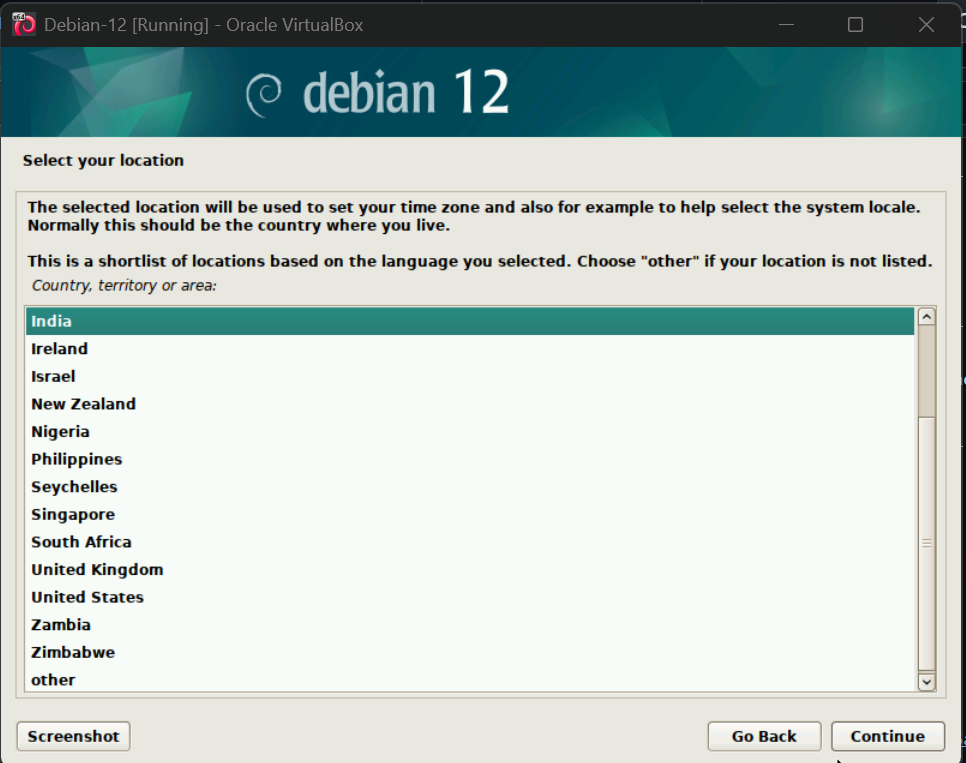 Debian-12 [Running] - Oracle VirtualBox
debian 12
Select your location
The selected location will be used to set your time zone and also for example to help select the system locale.
Normally this should be the country where you live.
This is a shortlist of locations based on the language you selected. Choose "other" if your location is not listed.
Country, territory or area:
India
Ireland
Israel
New Zealand
Nigeria
Philippines
Seychelles
Singapore
South Africa
United Kingdom
United States
Zambia
Zimbabwe
other
Screenshot
Go Back
Continue